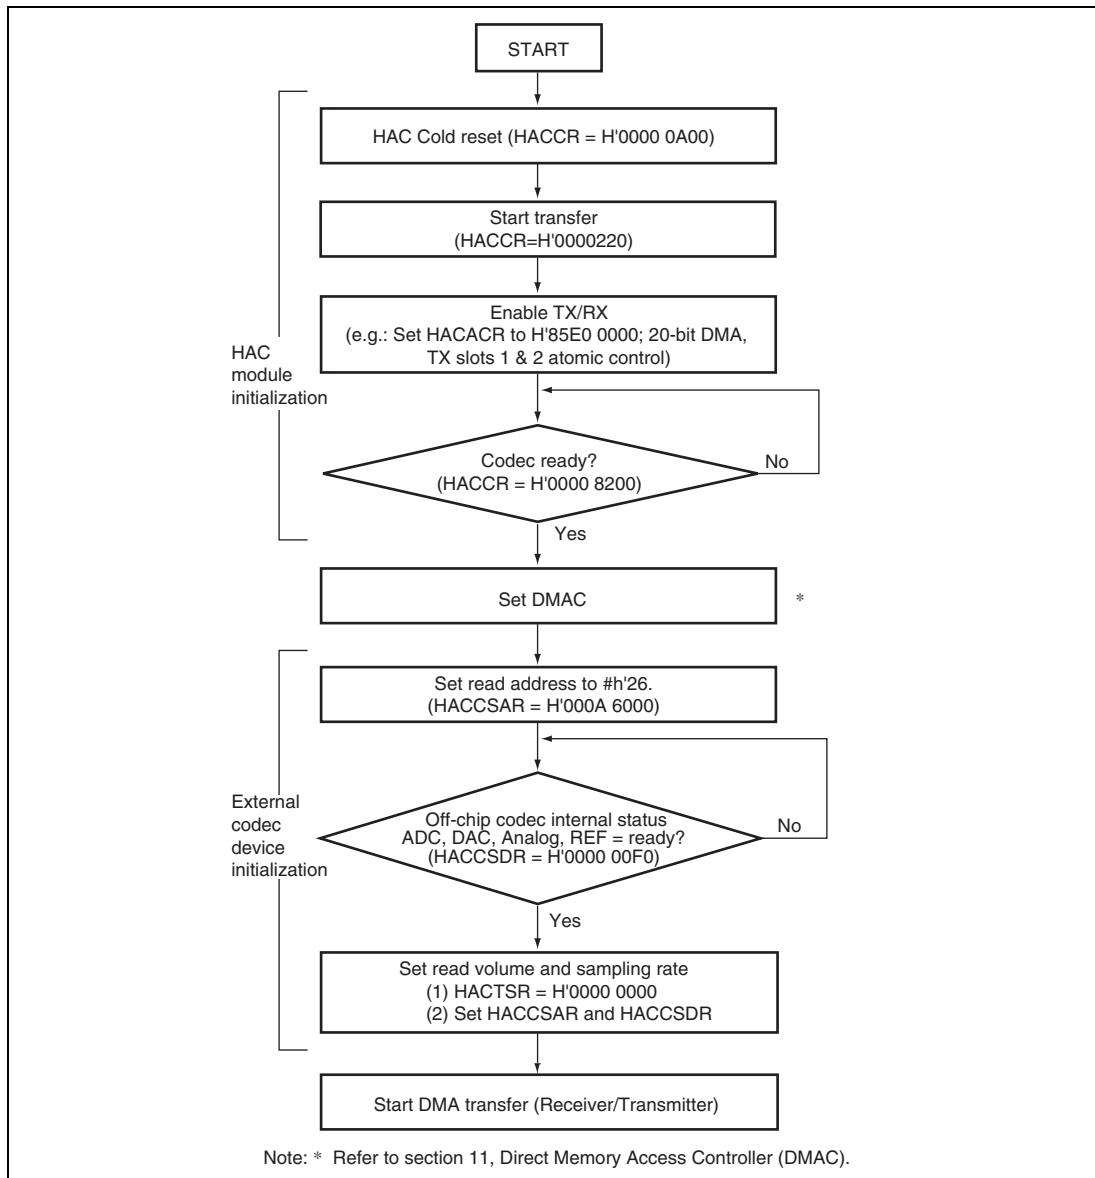 START
HAC Cold reset (HACCR = H'0000 0A00)
Start transfer
(HACCR=H'0000220)
Enable TX/RX
(e.g.: Set HACACR to H'85E0 0000; 20-bit DMA,
TX slots 1 & 2 atomic control)
HAC
module
initialization
Codec ready?
(HACCR = H'0000 8200)
No
Yes
Set DMAC
*
Set read address to #h'26.
(HACCSAR = H'000A 6000)
External
codec
device
initialization
Off-chip codec internal status
ADC, DAC, Analog, REF = ready?
(HACCSDR = H'0000 00F0)
No
Yes
Set read volume and sampling rate
(1) HACTSR = H'0000 0000
(2) Set HACCSAR and HACCSDR
Start DMA transfer (Receiver/Transmitter)
Note: * Refer to section 11, Direct Memory Access Controller (DMAC).